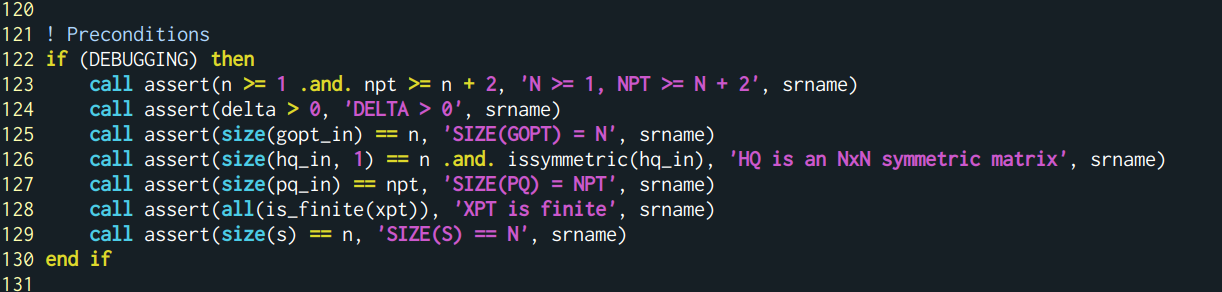 120
121 ! Preconditions
122 if (DEBUGGING) then
123     call assert(n >= 1 .and. npt >= n + 2, 'N >= 1, NPT >= N + 2', srname)
124     call assert(delta > 0, 'DELTA > 0', srname)
125     call assert(size(gopt_in) == n, 'SIZE(GOPT) = N', srname)
126     call assert(size(hq_in, 1) == n .and. issymmetric(hq_in), 'HQ is an NxN symmetric matrix', srname)
127     call assert(size(pq_in) == npt, 'SIZE(PQ) = NPT', srname)
128     call assert(all(is_finite(xpt)), 'XPT is finite', srname)
129     call assert(size(s) == n, 'SIZE(S) == N', srname)
130 end if
131